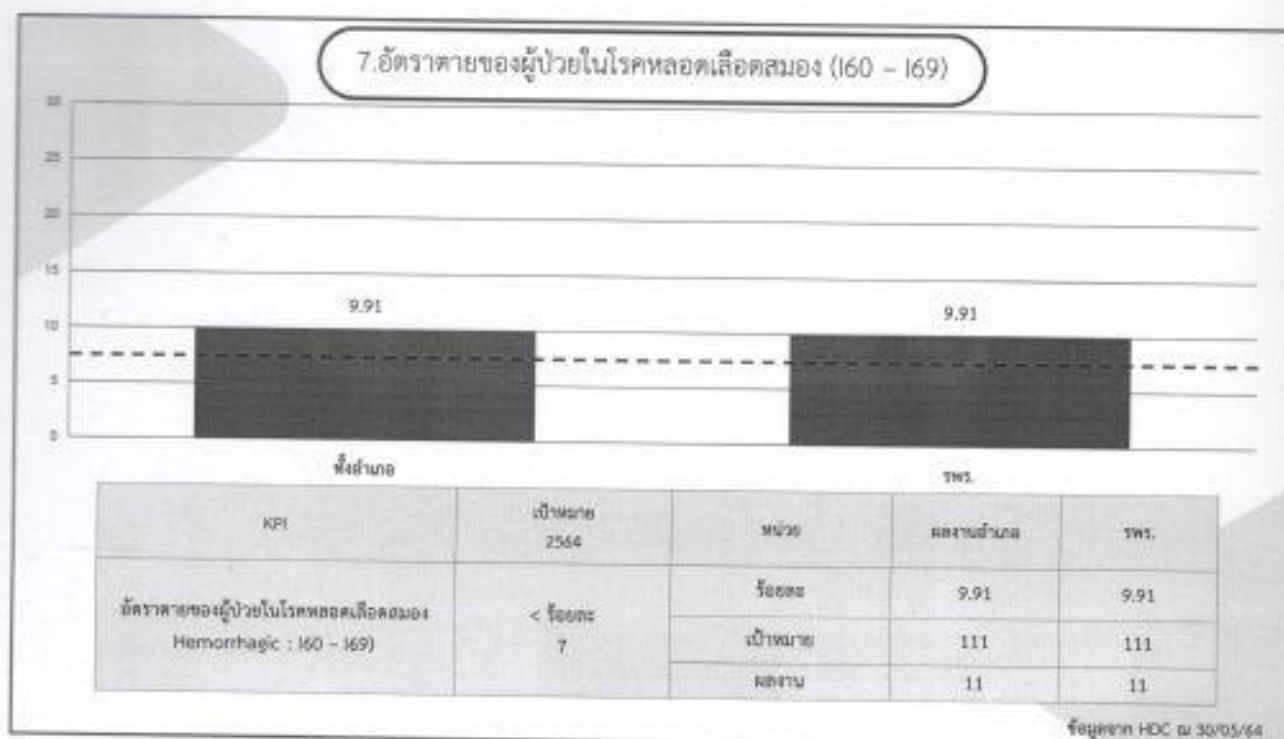 7.อัตราตายของผู้ป่วยในโรคหลอดเลือดสมอง (I60 – I69)
30
25
20
15
10
5
0
9.91
9.91
ทั้งอำเภอ
รพร.
KPI
เป้าหมาย
2564
หน่วย
ผลงานอำเภอ
รพร.
อัตราตายของผู้ป่วยในโรคหลอดเลือดสมอง
Hemorrhagic : I60 – I69)
< ร้อยละ
7
ร้อยละ
9.91
9.91
เป้าหมาย
111
111
ผลงาน
11
11
ข้อมูลจาก HDC ณ 30/05/64